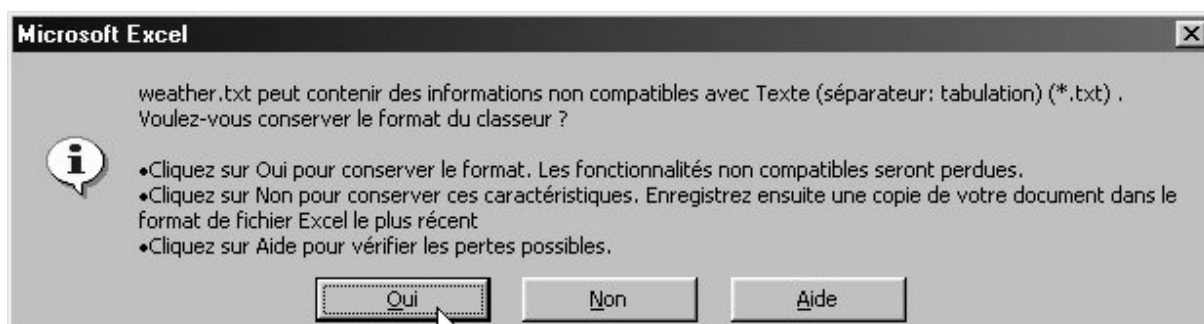 Microsoft Excel
weather.txt peut contenir des informations non compatibles avec Texte (séparateur: tabulation) (*.txt) .
Voulez-vous conserver le format du classeur ?
•Cliquez sur Oui pour conserver le format. Les fonctionnalités non compatibles seront perdues.
•Cliquez sur Non pour conserver ces caractéristiques. Enregistrez ensuite une copie de votre document dans le
format de fichier Excel le plus récent
•Cliquez sur Aide pour vérifier les pertes possibles.
Oui Non Aide